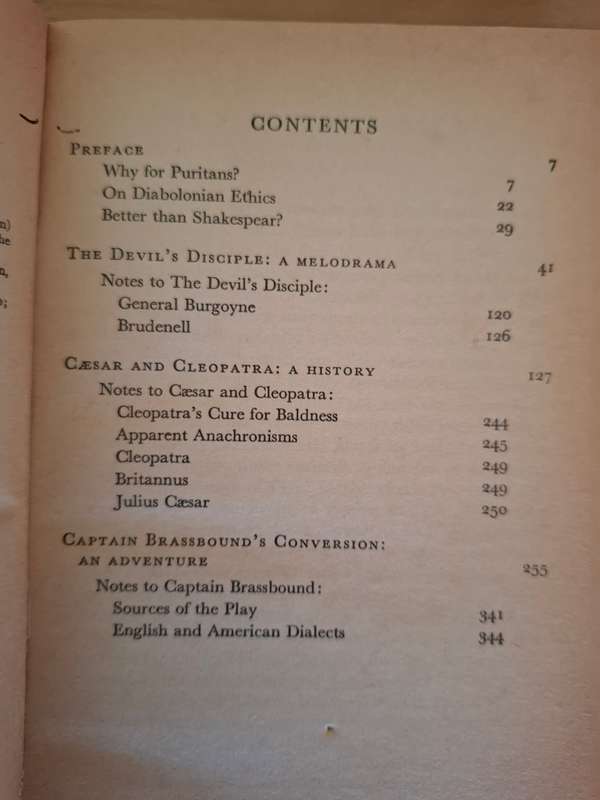 CONTENTS
PREFACE 7
Why for Puritans? 7
On Diabolonian Ethics 22
Better than Shakespear? 29
THE DEVIL'S DISCIPLE: A MELODRAMA 41
Notes to The Devil's Disciple:
General Burgoyne 120
Brudenell 126
CÆSAR AND CLEOPATRA: A HISTORY 127
Notes to Cæsar and Cleopatra:
Cleopatra's Cure for Baldness 244
Apparent Anachronisms 245
Cleopatra 249
Britannus 249
Julius Cæsar 250
CAPTAIN BRASSBOUND'S CONVERSION:
AN ADVENTURE 255
Notes to Captain Brassbound:
Sources of the Play 341
English and American Dialects 344